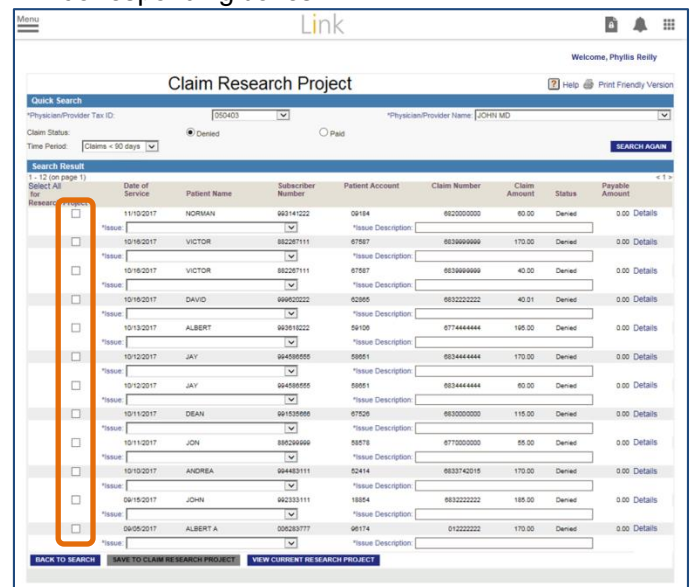 Menu
Link
Welcome, Phyllis Reilly
Claim Research Project
Help Print Friendly Version
Quick Search
*Physician/Provider Tax ID: 050403 *Physician/Provider Name: JOHN MD
Claim Status: Denied Paid
Time Period: Claims < 90 days SEARCH AGAIN
Search Result
1 - 12 (on page 1) < 1 >
Select All for Research Project Date of Service Patient Name Subscriber Number Patient Account Claim Number Claim Amount Status Payable Amount
11/10/2017 NORMAN 993141222 09184 6820000000 60.00 Denied 0.00 Details
*Issue: *Issue Description:
10/16/2017 VICTOR 882267111 67587 6839999999 170.00 Denied 0.00 Details
*Issue: *Issue Description:
10/16/2017 VICTOR 882267111 67587 6839999999 40.00 Denied 0.00 Details
*Issue: *Issue Description:
10/16/2017 DAVID 999620222 62865 6832222222 40.01 Denied 0.00 Details
*Issue: *Issue Description:
10/13/2017 ALBERT 993618222 59106 6774444444 195.00 Denied 0.00 Details
*Issue: *Issue Description:
10/12/2017 JAY 994586555 58651 6834444444 170.00 Denied 0.00 Details
*Issue: *Issue Description:
10/12/2017 JAY 994586555 58651 6834444444 60.00 Denied 0.00 Details
*Issue: *Issue Description:
10/11/2017 DEAN 991535666 67526 6830000000 115.00 Denied 0.00 Details
*Issue: *Issue Description:
10/11/2017 JON 886299999 58578 6770000000 55.00 Denied 0.00 Details
*Issue: *Issue Description:
10/10/2017 ANDREA 994483111 52414 6833742015 170.00 Denied 0.00 Details
*Issue: *Issue Description:
09/15/2017 JOHN 992333111 18854 6832222222 185.00 Denied 0.00 Details
*Issue: *Issue Description:
09/05/2017 ALBERT A 006283777 96174 612222222 170.00 Denied 0.00 Details
*Issue: *Issue Description:
BACK TO SEARCH SAVE TO CLAIM RESEARCH PROJECT VIEW CURRENT RESEARCH PROJECT